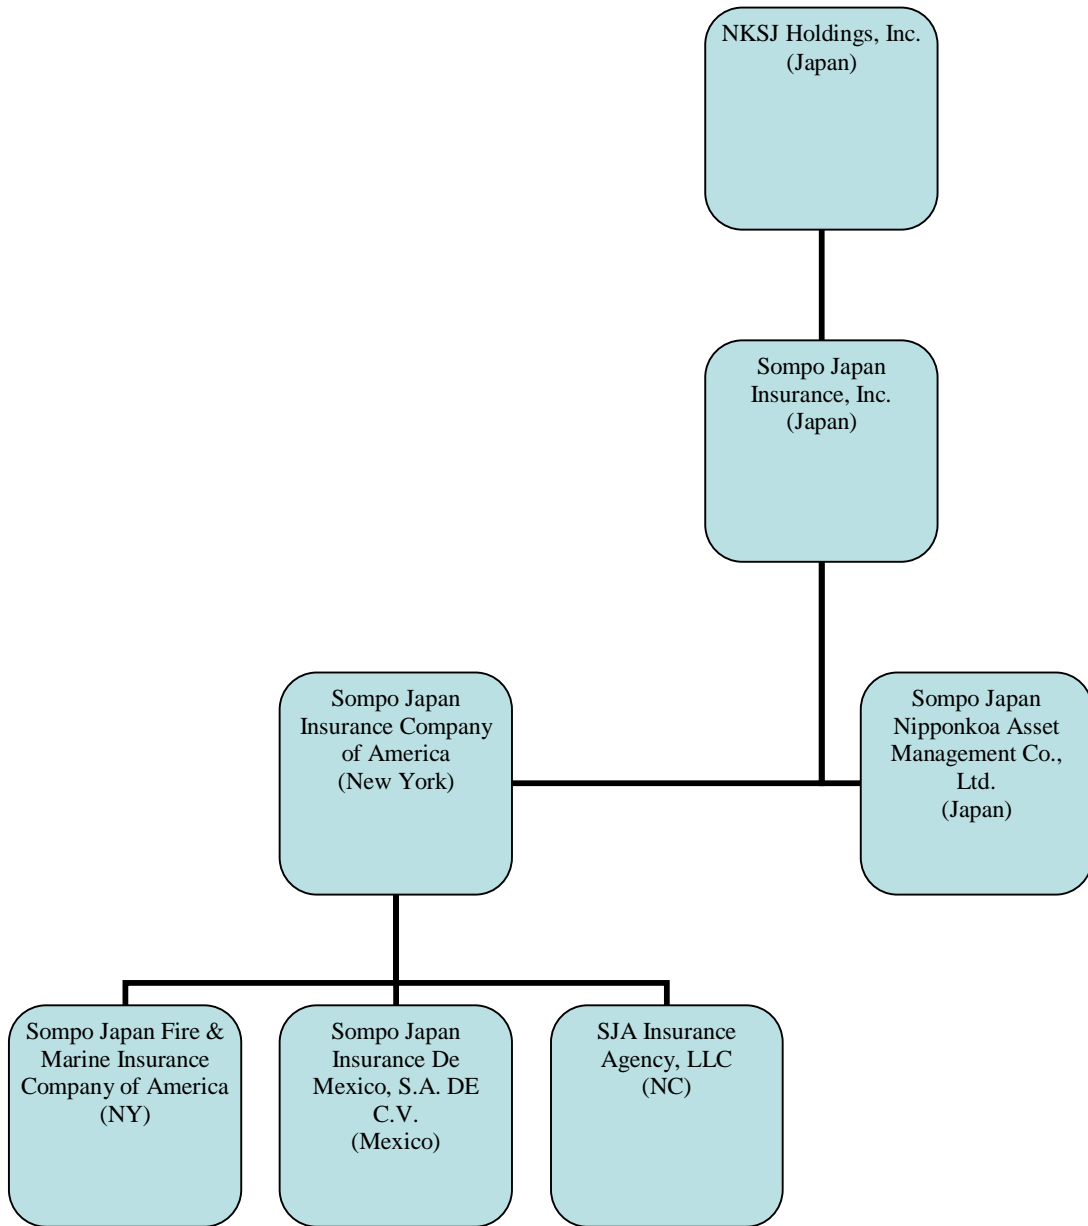 NKSJ Holdings, Inc.
(Japan)
Sompo Japan
Insurance, Inc.
(Japan)
Sompo Japan
Insurance Company
of America
(New York)
Sompo Japan
Nipponkoa Asset
Management Co.,
Ltd.
(Japan)
Sompo Japan Fire &
Marine Insurance
Company of America
(NY)
Sompo Japan
Insurance De
Mexico, S.A. DE
C.V.
(Mexico)
SJA Insurance
Agency, LLC
(NC)